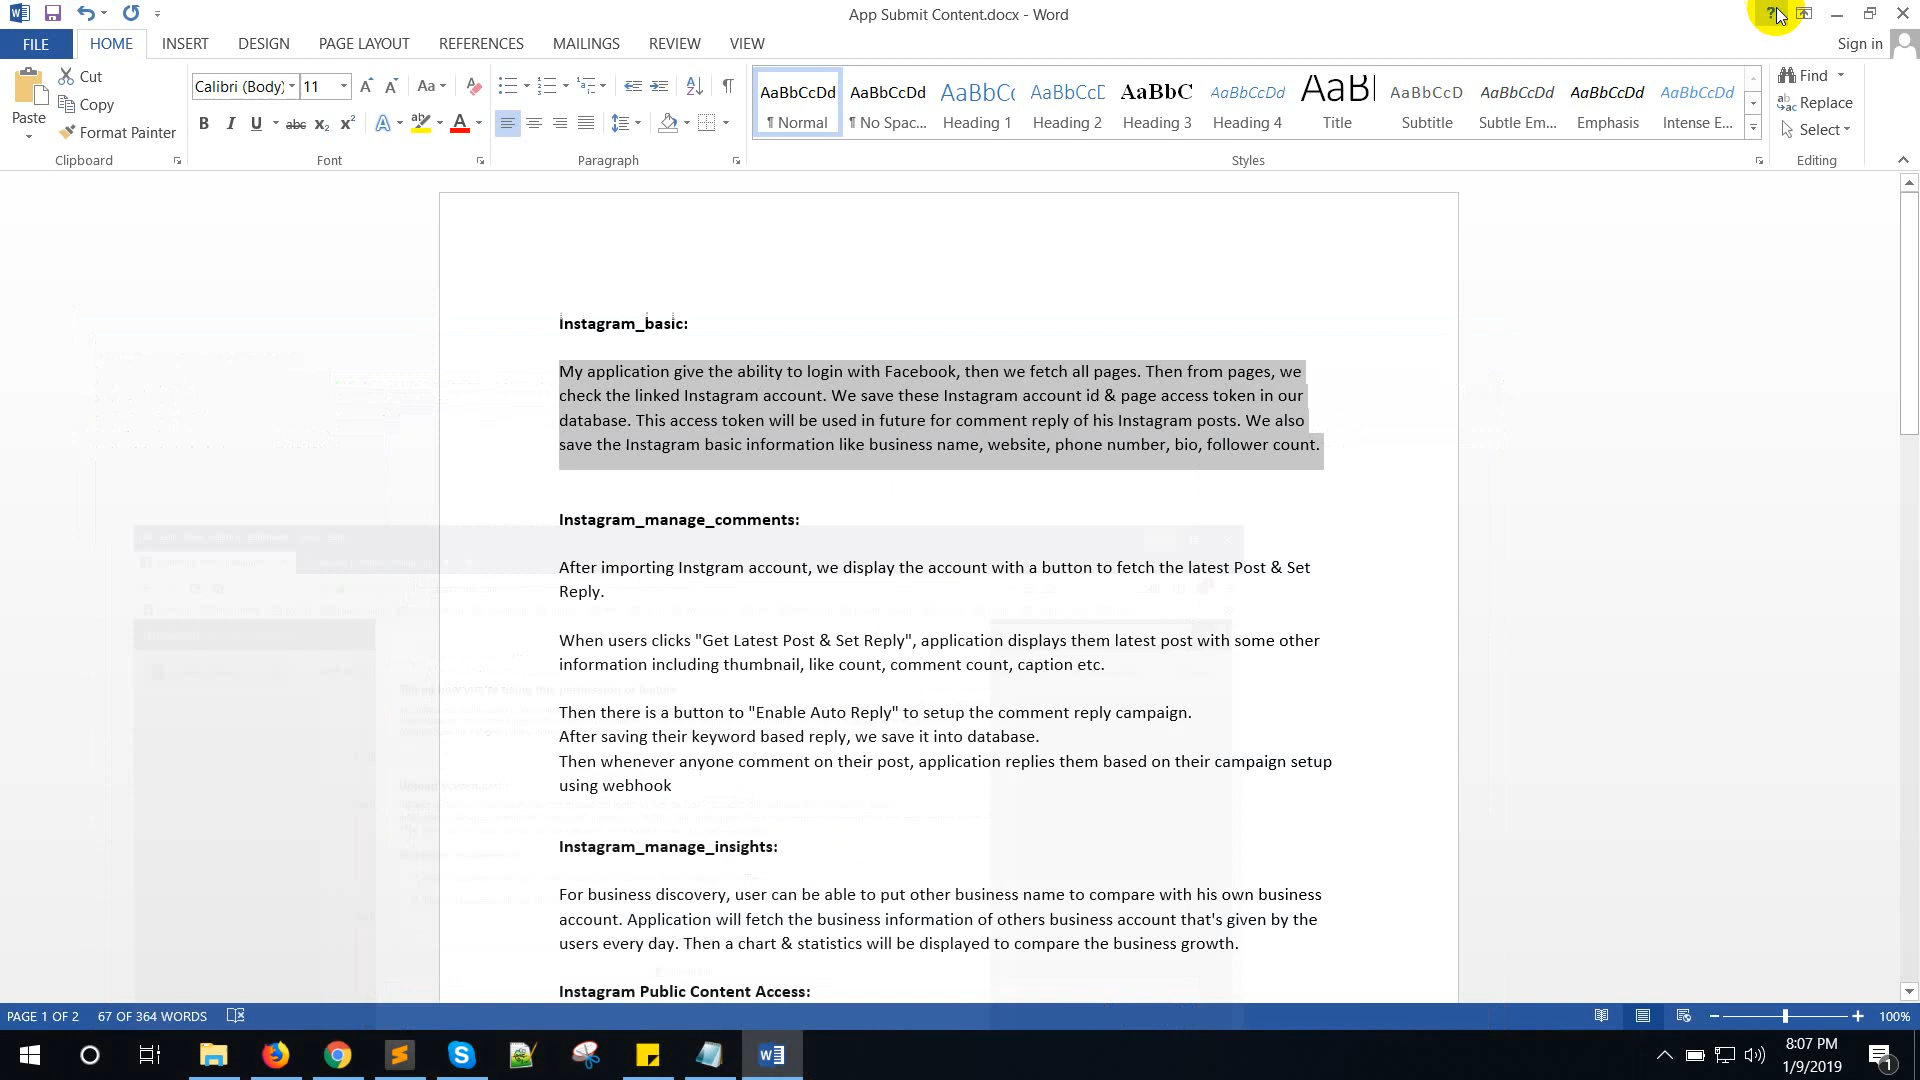 App Submit Content.docx - Word
FILE HOME INSERT DESIGN PAGE LAYOUT REFERENCES MAILINGS REVIEW VIEW Sign in
Paste Cut
Copy
Format Painter
Clipboard
Calibri (Body) 11 Aa
B I U abc X₂ X² A A
Font
Paragraph
AaBbCcDd AaBbCcDd AaBbC AaBbCcD AaBbC AaBbCcDd AaBl AaBbCcD AaBbCcDd AaBbCcDd AaBbCcDd
¶ Normal ¶ No Spac... Heading 1 Heading 2 Heading 3 Heading 4 Title Subtitle Subtle Em... Emphasis Intense E...
Styles
Find
Replace
Select
Editing
Instagram_basic:
My application give the ability to login with Facebook, then we fetch all pages. Then from pages, we
check the linked Instagram account. We save these Instagram account id & page access token in our
database. This access token will be used in future for comment reply of his Instagram posts. We also
save the Instagram basic information like business name, website, phone number, bio, follower count.
Instagram_manage_comments:
After importing Instgram account, we display the account with a button to fetch the latest Post & Set
Reply.
When users clicks "Get Latest Post & Set Reply", application displays them latest post with some other
information including thumbnail, like count, comment count, caption etc.
Then there is a button to "Enable Auto Reply" to setup the comment reply campaign.
After saving their keyword based reply, we save it into database.
Then whenever anyone comment on their post, application replies them based on their campaign setup
using webhook
Instagram_manage_insights:
For business discovery, user can be able to put other business name to compare with his own business
account. Application will fetch the business information of others business account that's given by the
users every day. Then a chart & statistics will be displayed to compare the business growth.
Instagram Public Content Access:
PAGE 1 OF 2 67 OF 364 WORDS 100%
8:07 PM
1/9/2019
1